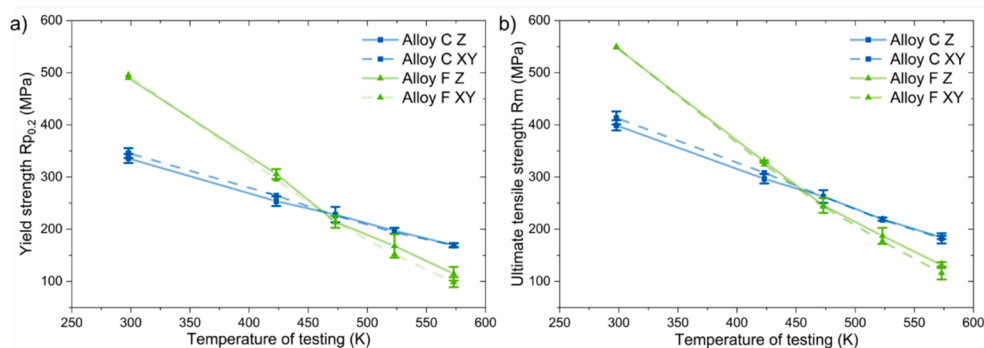 a)
600
500
400
300
200
100
Yield strength Rp0.2 (MPa)
Alloy C Z
Alloy C XY
Alloy F Z
Alloy F XY
250 300 350 400 450 500 550 600
Temperature of testing (K)
b)
600
500
400
300
200
100
Ultimate tensile strength Rm (MPa)
Alloy C Z
Alloy C XY
Alloy F Z
Alloy F XY
250 300 350 400 450 500 550 600
Temperature of testing (K)